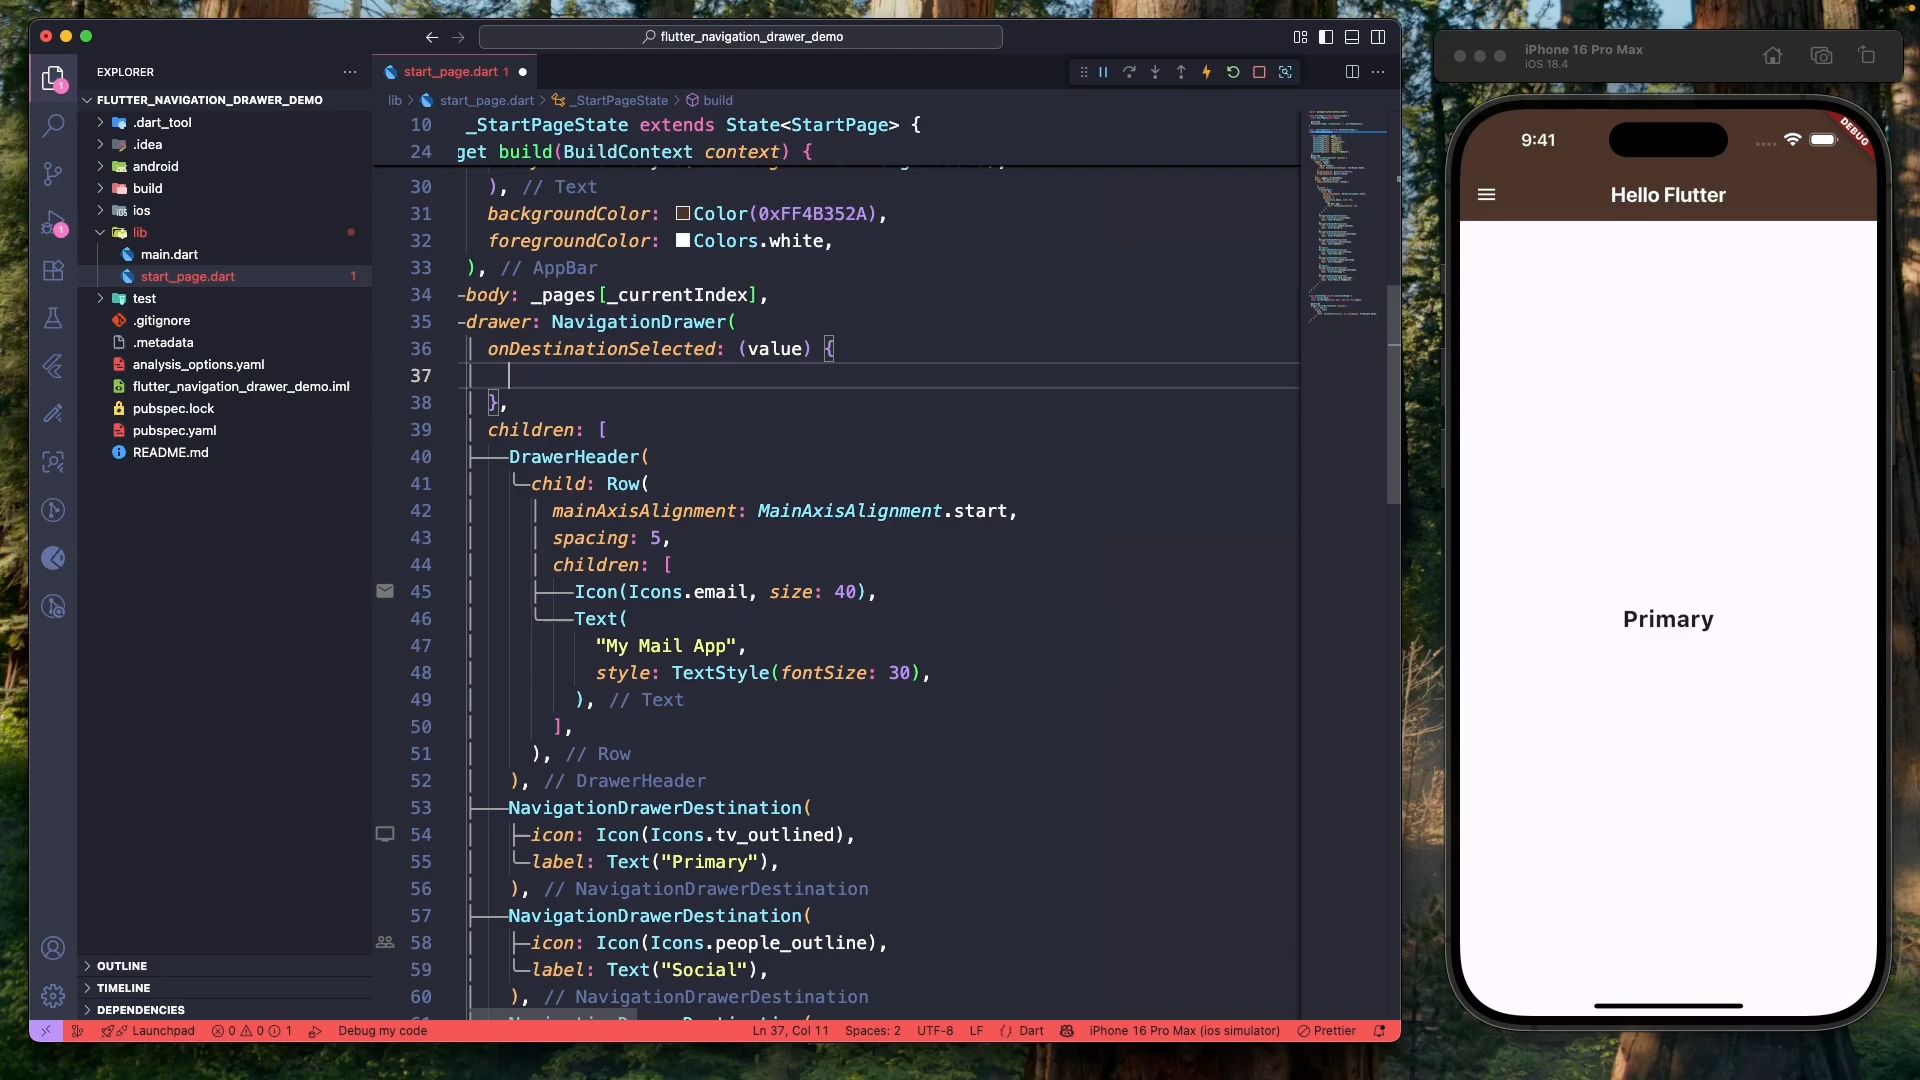 flutter_navigation_drawer_demo
EXPLORER
FLUTTER_NAVIGATION_DRAWER_DEMO
.dart_tool
.idea
android
build
ios
lib
main.dart
start_page.dart 1
test
.gitignore
.metadata
analysis_options.yaml
flutter_navigation_drawer_demo.iml
pubspec.lock
pubspec.yaml
README.md
OUTLINE
TIMELINE
DEPENDENCIES
start_page.dart 1
lib > start_page.dart > _StartPageState > build
10 _StartPageState extends State<StartPage> {
24 get build(BuildContext context) {
30 ), // Text
31 backgroundColor: Color(0xFF4B352A),
32 foregroundColor: Colors.white,
33 ), // AppBar
34 body: _pages[_currentIndex],
35 drawer: NavigationDrawer(
36 onDestinationSelected: (value) {
37
38 },
39 children: [
40 DrawerHeader(
41 child: Row(
42 mainAxisAlignment: MainAxisAlignment.start,
43 spacing: 5,
44 children: [
45 Icon(Icons.email, size: 40),
46 Text(
47 "My Mail App",
48 style: TextStyle(fontSize: 30),
49 ), // Text
50 ],
51 ), // Row
52 ), // DrawerHeader
53 NavigationDrawerDestination(
54 icon: Icon(Icons.tv_outlined),
55 label: Text("Primary"),
56 ), // NavigationDrawerDestination
57 NavigationDrawerDestination(
58 icon: Icon(Icons.people_outline),
59 label: Text("Social"),
60 ), // NavigationDrawerDestination
Launchpad 0 0 1 Debug my code Ln 37, Col 11 Spaces: 2 UTF-8 LF {} Dart iPhone 16 Pro Max (ios simulator) Prettier
iPhone 16 Pro Max
iOS 18.4
9:41
DEBUG
Hello Flutter
Primary